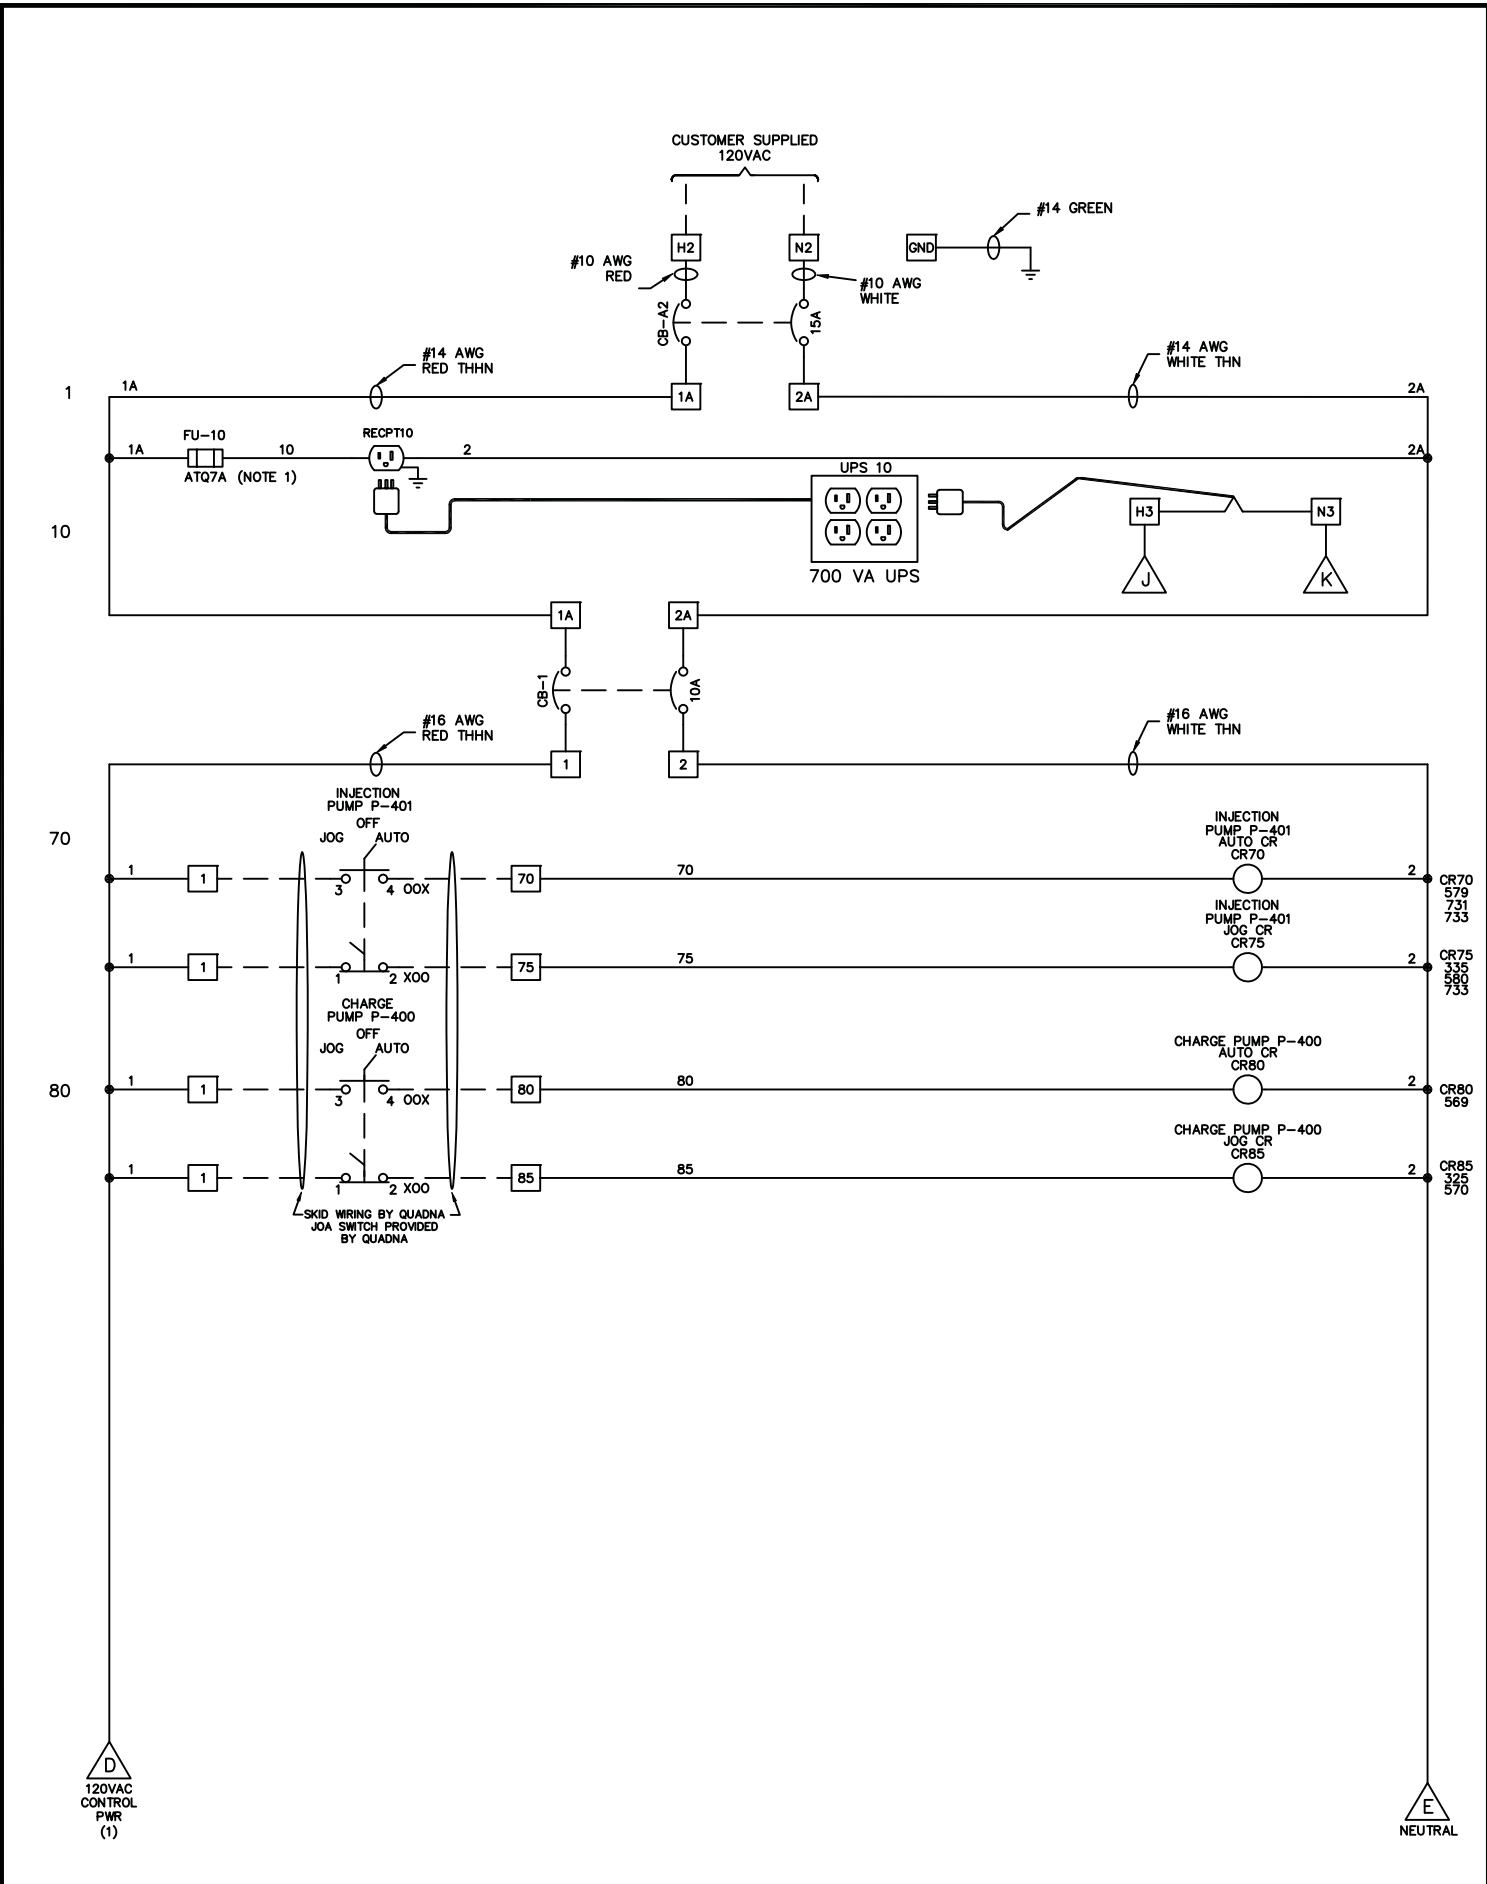 CUSTOMER SUPPLIED
120VAC
#14 GREEN
H2
N2
GND
#10 AWG
RED
#10 AWG
WHITE
CB-A2
15A
#14 AWG
RED THHN
#14 AWG
WHITE THN
1
1A
1A
2A
2A
FU-10
RECPT10
1A
10
2
2A
ATQ7A (NOTE 1)
UPS 10
10
H3
N3
700 VA UPS
J
K
1A
2A
CB-1
10A
#16 AWG
RED THHN
#16 AWG
WHITE THN
1
2
INJECTION
PUMP P-401
OFF
JOG
AUTO
70
INJECTION
PUMP P-401
AUTO CR
CR70
1
1
3
4 OOX
70
70
2
CR70
579
731
733
INJECTION
PUMP P-401
JOG CR
CR75
1
1
1
2 XOO
75
75
2
CR75
335
580
733
CHARGE
PUMP P-400
OFF
JOG
AUTO
80
CHARGE PUMP P-400
AUTO CR
CR80
1
1
3
4 OOX
80
80
2
CR80
569
CHARGE PUMP P-400
JOG CR
CR85
1
1
1
2 XOO
85
85
2
CR85
325
570
SKID WIRING BY QUADNA
JOA SWITCH PROVIDED
BY QUADNA
D
120VAC
CONTROL
PWR
(1)
E
NEUTRAL